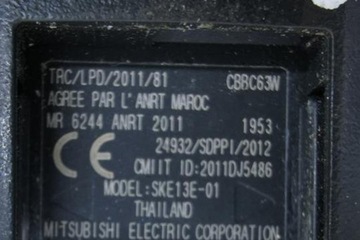 TRC/LPD/2011/81 CBRC63W
AGREE PAR L'ANRT MAROC
MR 6244 ANRT 2011 1953
CE 24932/SDPPI/2012
CMIIT ID:2011DJ5486
MODEL:SKE13E-01
THAILAND
MITSUBISHI ELECTRIC CORPORATION